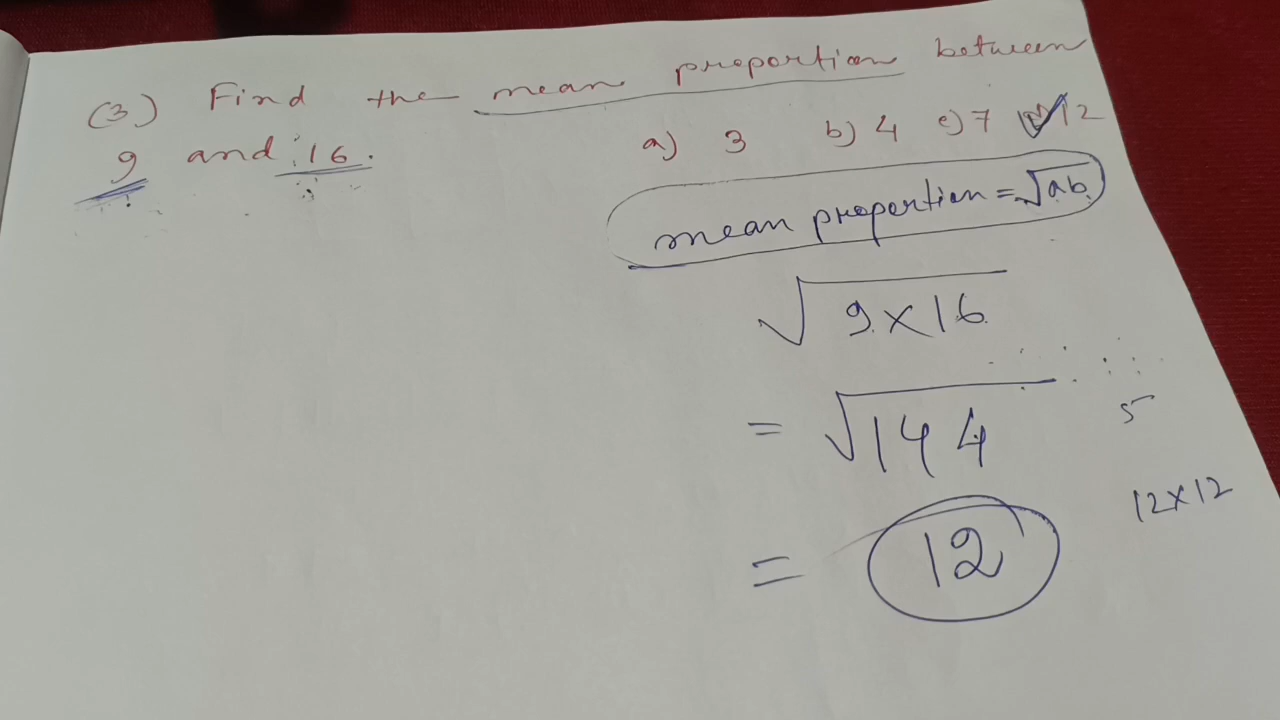 (3) Find the mean proportion between
9 and 16.
a) 3 b) 4 c) 7 12
mean proportion = √ab
√9×16
= √144
5
12×12
= 12